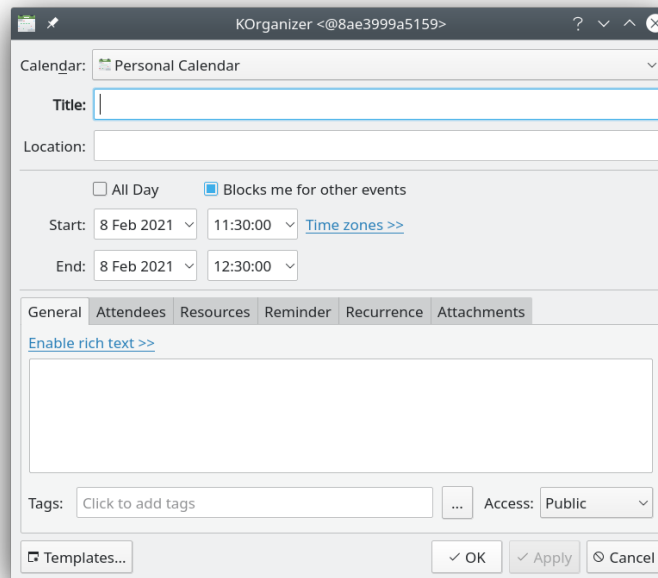 KOrganizer <@8ae3999a5159>
Calendar: Personal Calendar
Title:
Location:
All Day Blocks me for other events
Start: 8 Feb 2021 11:30:00 Time zones >>
End: 8 Feb 2021 12:30:00
General Attendees Resources Reminder Recurrence Attachments
Enable rich text >>
Tags: Click to add tags ... Access: Public
Templates... OK Apply Cancel